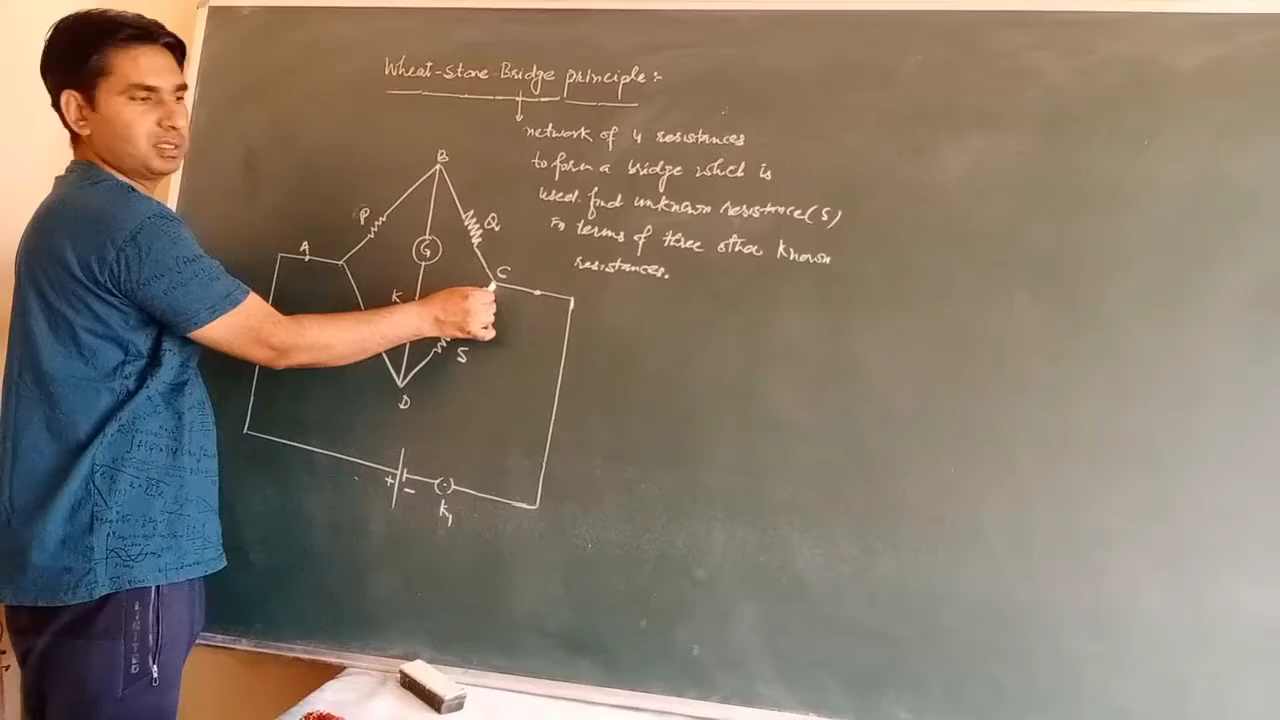 Wheat-stone Bridge principle:-
network of 4 resistances
to form a bridge which is
used find unknown resistance(S)
in terms of three other known
resistances.
B
P
Q
A
G
C
K
S
D
+ -
K1